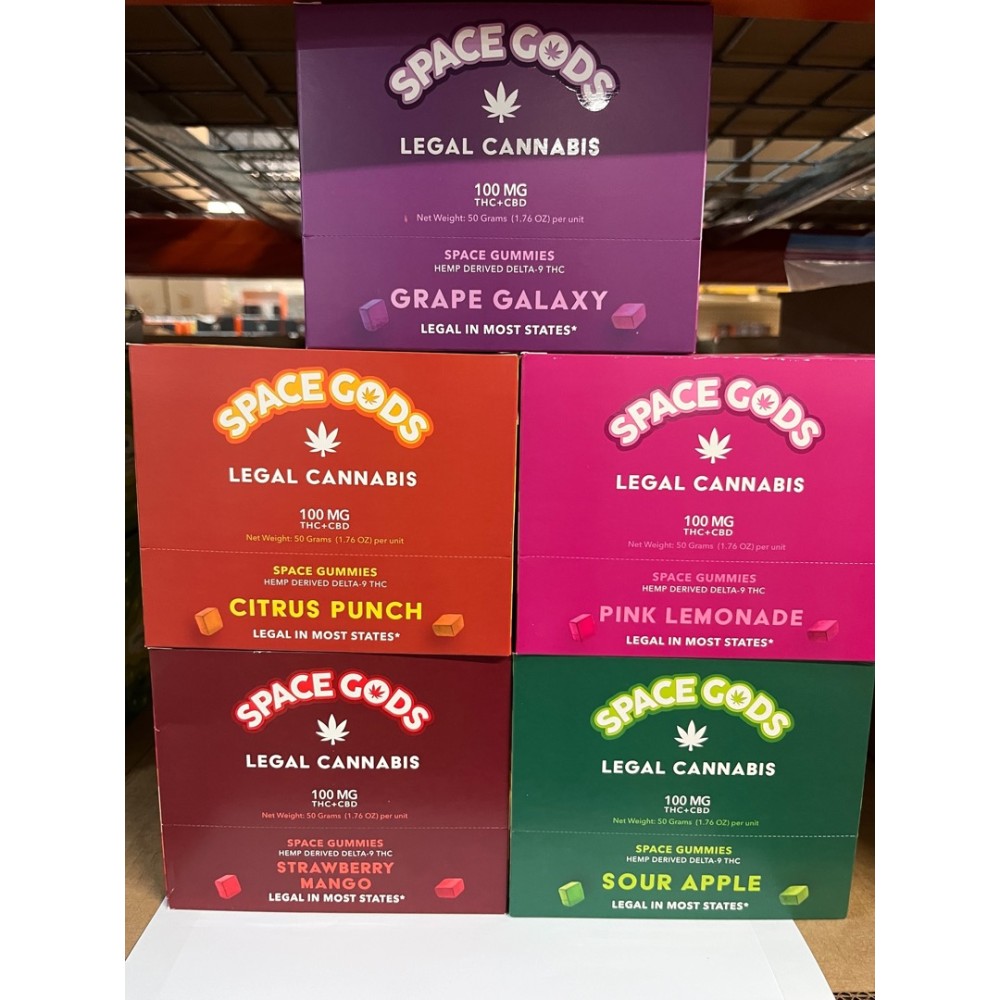 SPACE GODS
LEGAL CANNABIS
100 MG
THC+CBD
Net Weight: 50 Grams (1.76 OZ) per unit
SPACE GUMMIES
HEMP DERIVED DELTA-9 THC
GRAPE GALAXY
LEGAL IN MOST STATES*
SPACE GODS
LEGAL CANNABIS
100 MG
THC+CBD
Net Weight: 50 Grams (1.76 OZ) per unit
SPACE GUMMIES
HEMP DERIVED DELTA-9 THC
CITRUS PUNCH
LEGAL IN MOST STATES*
SPACE GODS
LEGAL CANNABIS
100 MG
THC+CBD
Net Weight: 50 Grams (1.76 OZ) per unit
SPACE GUMMIES
HEMP DERIVED DELTA-9 THC
PINK LEMONADE
LEGAL IN MOST STATES*
SPACE GODS
LEGAL CANNABIS
100 MG
THC+CBD
Net Weight: 50 Grams (1.76 OZ) per unit
SPACE GUMMIES
HEMP DERIVED DELTA-9 THC
STRAWBERRY
MANGO
LEGAL IN MOST STATES*
SPACE GODS
LEGAL CANNABIS
100 MG
THC+CBD
Net Weight: 50 Grams (1.76 OZ) per unit
SPACE GUMMIES
HEMP DERIVED DELTA-9 THC
SOUR APPLE
LEGAL IN MOST STATES*